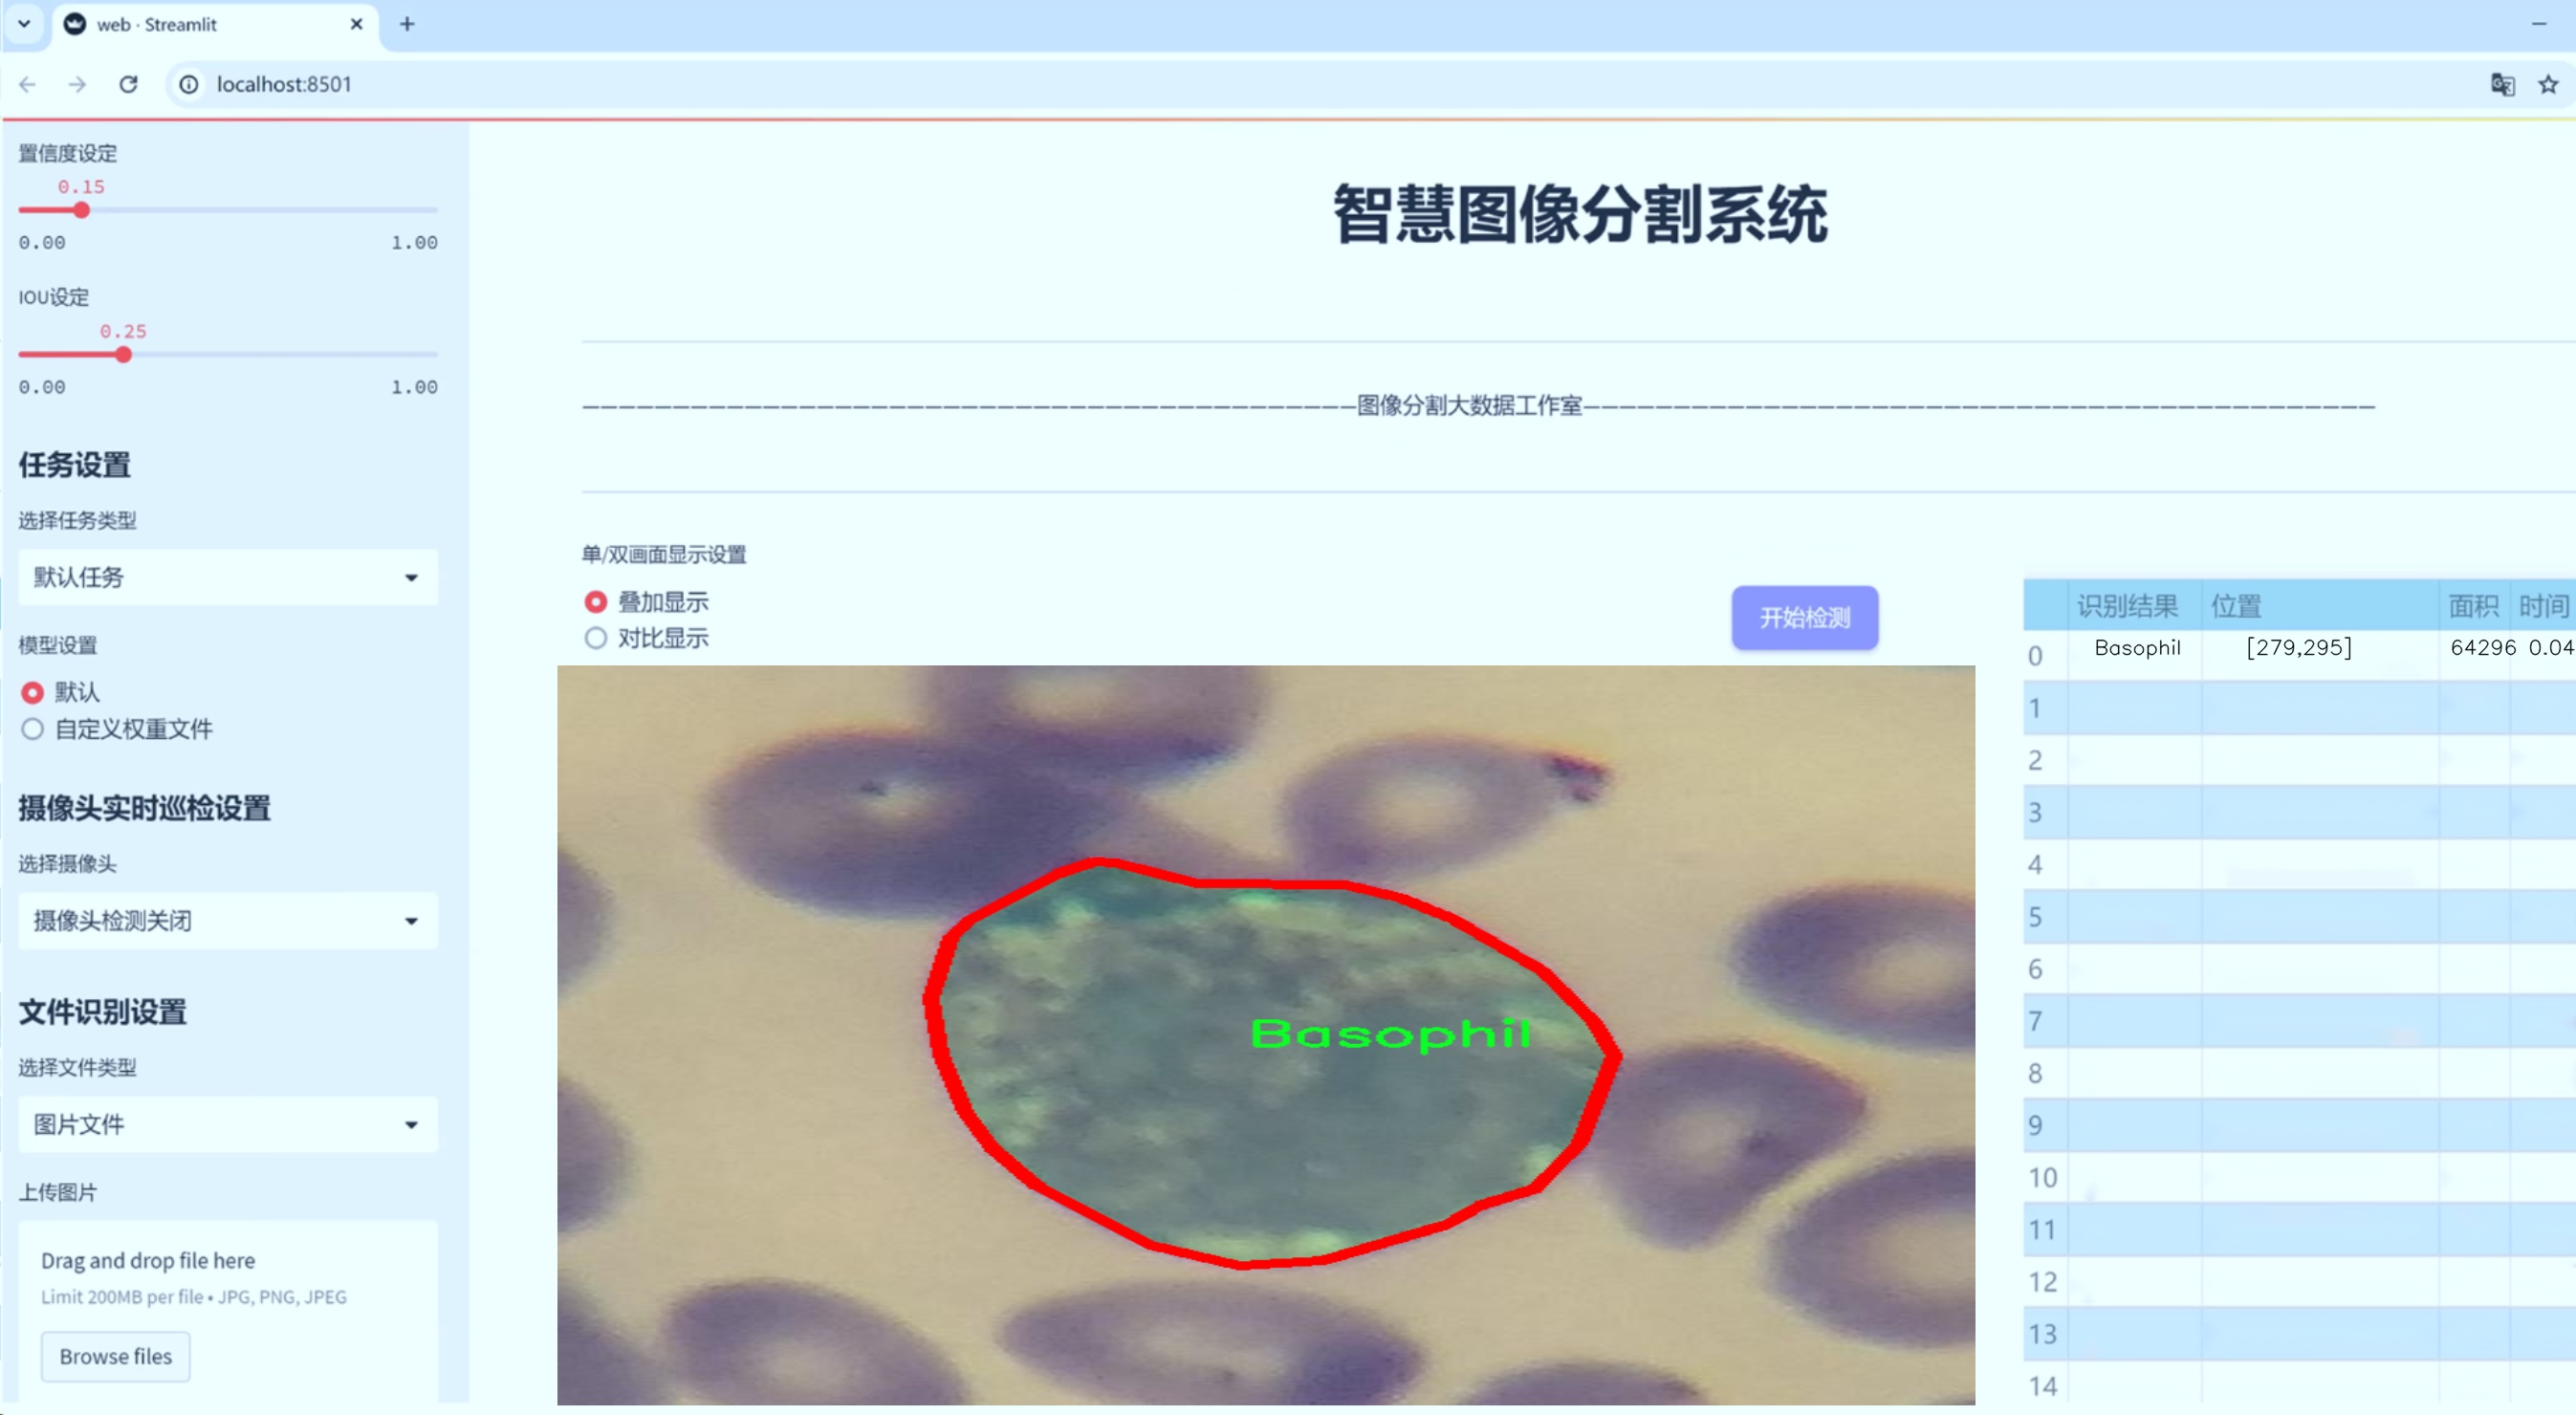 web · Streamlit
localhost:8501
置信度设定
0.15
0.00 1.00
IOU设定
0.25
0.00 1.00
任务设置
选择任务类型
默认任务
模型设置
默认
自定义权重文件
摄像头实时巡检设置
选择摄像头
摄像头检测关闭
文件识别设置
选择文件类型
图片文件
上传图片
Drag and drop file here
Limit 200MB per file • JPG, PNG, JPEG
Browse files
智慧图像分割系统
图像分割大数据工作室
单/双画面显示设置
叠加显示
对比显示
开始检测
Basophil
识别结果 位置 面积 时间
0 Basophil [279,295] 64296 0.04
1
2
3
4
5
6
7
8
9
10
11
12
13
14